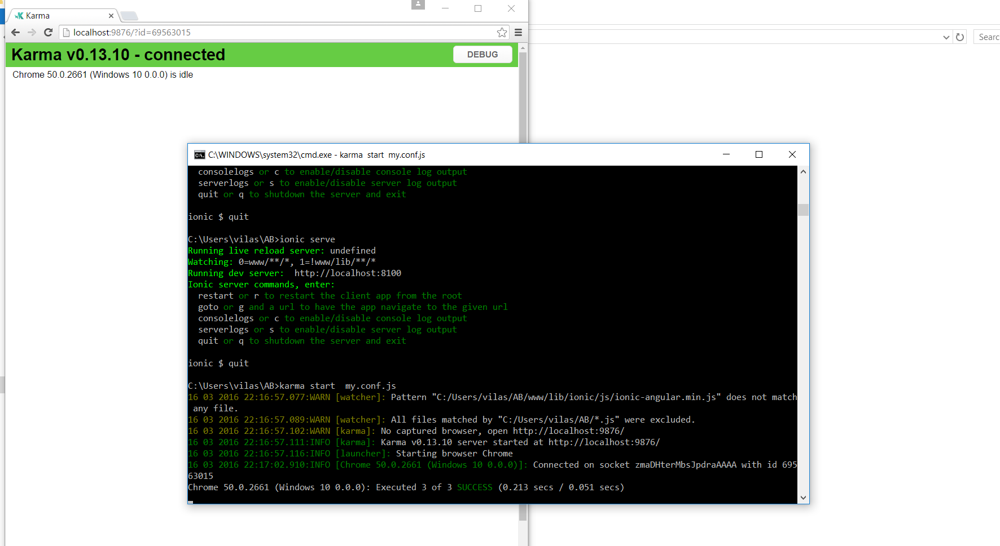 Karma
localhost:9876/?id=69563015
Searc
Karma v0.13.10 - connected
DEBUG
Chrome 50.0.2661 (Windows 10 0.0.0) is idle
C:\WINDOWS\system32\cmd.exe - karma  start  my.conf.js
consolelogs or c to enable/disable console log output
serverlogs or s to enable/disable server log output
quit or q to shutdown the server and exit
ionic $ quit
C:\Users\vilas\AB>ionic serve
Running live reload server: undefined
Watching: 0=www/**/*, 1=!www/lib/**/*
Running dev server:  http://localhost:8100
Ionic server commands, enter:
restart or r to restart the client app from the root
goto or g and a url to have the app navigate to the given url
consolelogs or c to enable/disable console log output
serverlogs or s to enable/disable server log output
quit or q to shutdown the server and exit
ionic $ quit
C:\Users\vilas\AB>karma start  my.conf.js
16 03 2016 22:16:57.077:WARN [watcher]: Pattern "C:/Users/vilas/AB/www/lib/ionic/js/ionic-angular.min.js" does not match
any file.
16 03 2016 22:16:57.089:WARN [watcher]: All files matched by "C:/Users/vilas/AB/*.js" were excluded.
16 03 2016 22:16:57.102:WARN [karma]: No captured browser, open http://localhost:9876/
16 03 2016 22:16:57.111:INFO [karma]: Karma v0.13.10 server started at http://localhost:9876/
16 03 2016 22:16:57.116:INFO [launcher]: Starting browser Chrome
16 03 2016 22:17:02.910:INFO [Chrome 50.0.2661 (Windows 10 0.0.0)]: Connected on socket zmaDHterMbsJpdraAAAA with id 695
63015
Chrome 50.0.2661 (Windows 10 0.0.0): Executed 3 of 3 SUCCESS (0.213 secs / 0.051 secs)